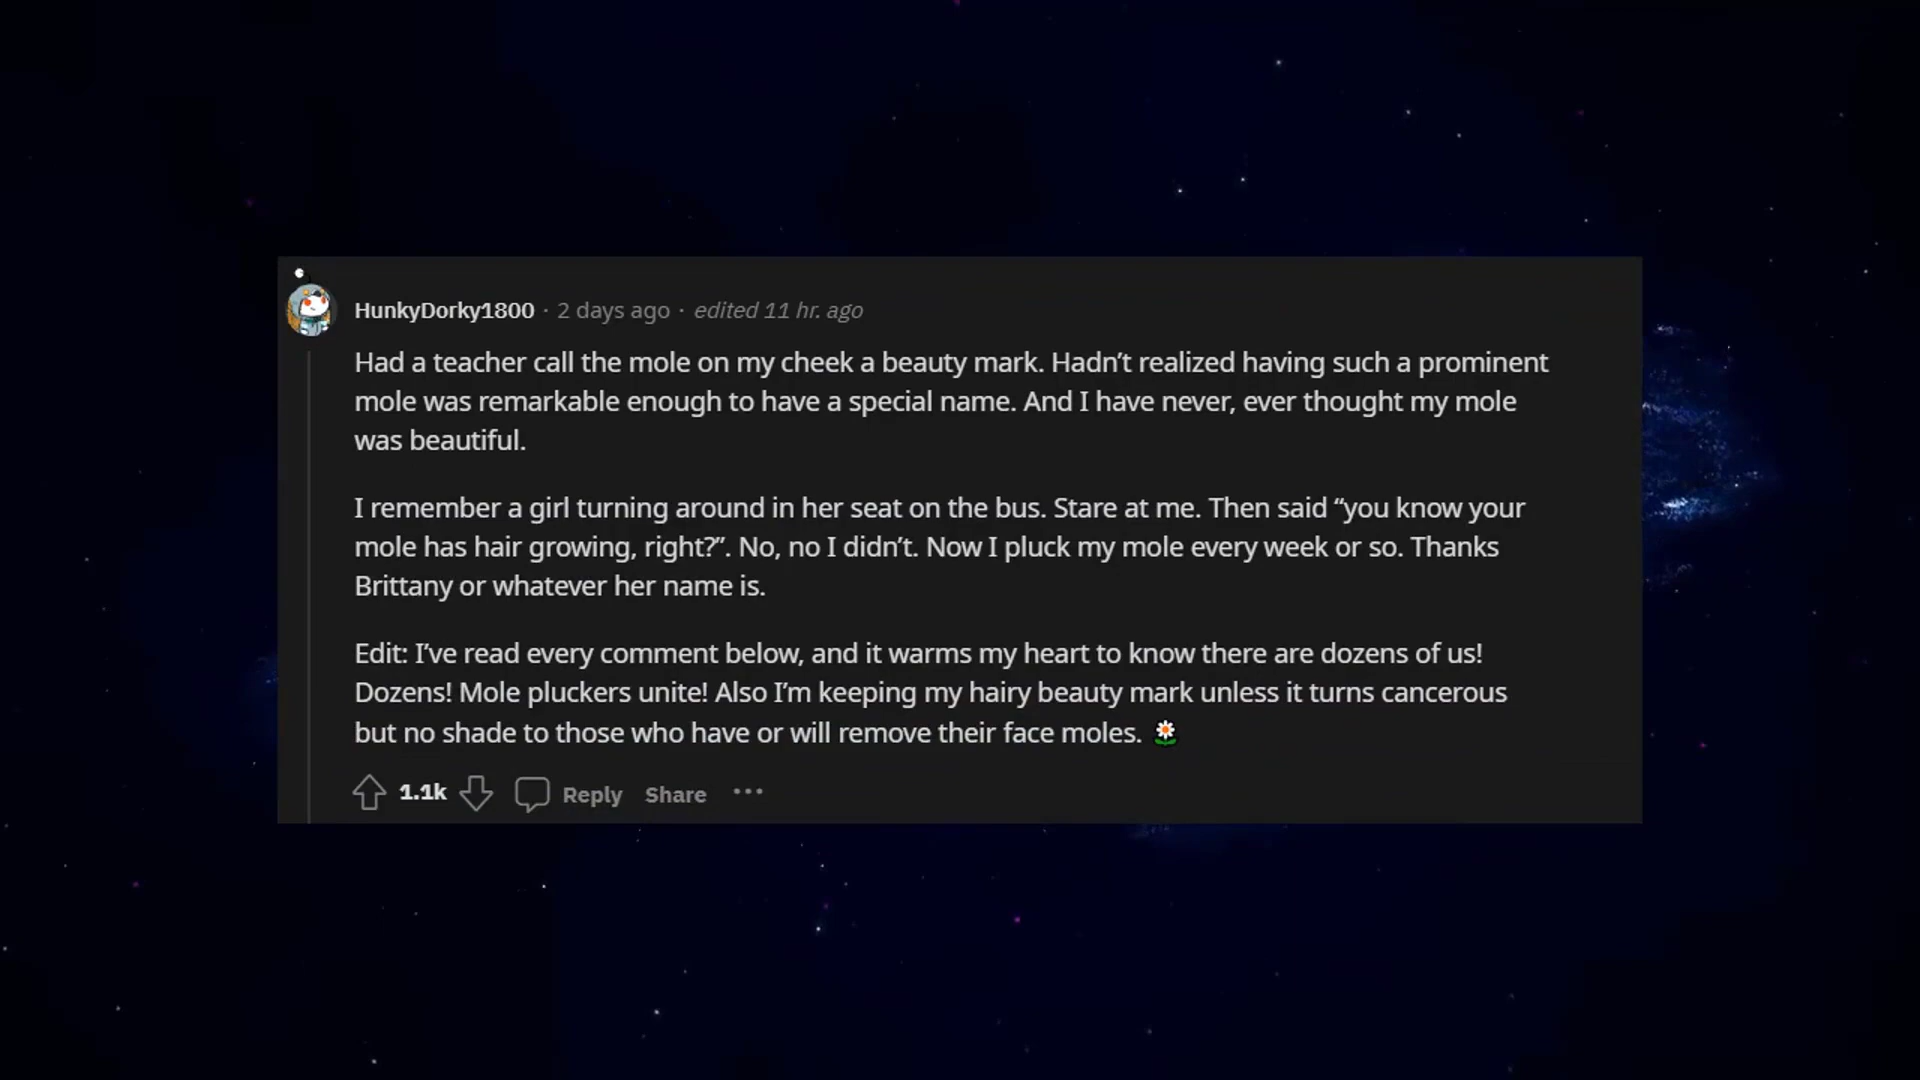 HunkyDorky1800 · 2 days ago · edited 11 hr. ago
Had a teacher call the mole on my cheek a beauty mark. Hadn’t realized having such a prominent
mole was remarkable enough to have a special name. And I have never, ever thought my mole
was beautiful.
I remember a girl turning around in her seat on the bus. Stare at me. Then said “you know your
mole has hair growing, right?”. No, no I didn’t. Now I pluck my mole every week or so. Thanks
Brittany or whatever her name is.
Edit: I’ve read every comment below, and it warms my heart to know there are dozens of us!
Dozens! Mole pluckers unite! Also I’m keeping my hairy beauty mark unless it turns cancerous
but no shade to those who have or will remove their face moles. 🌼
1.1k Reply Share ···